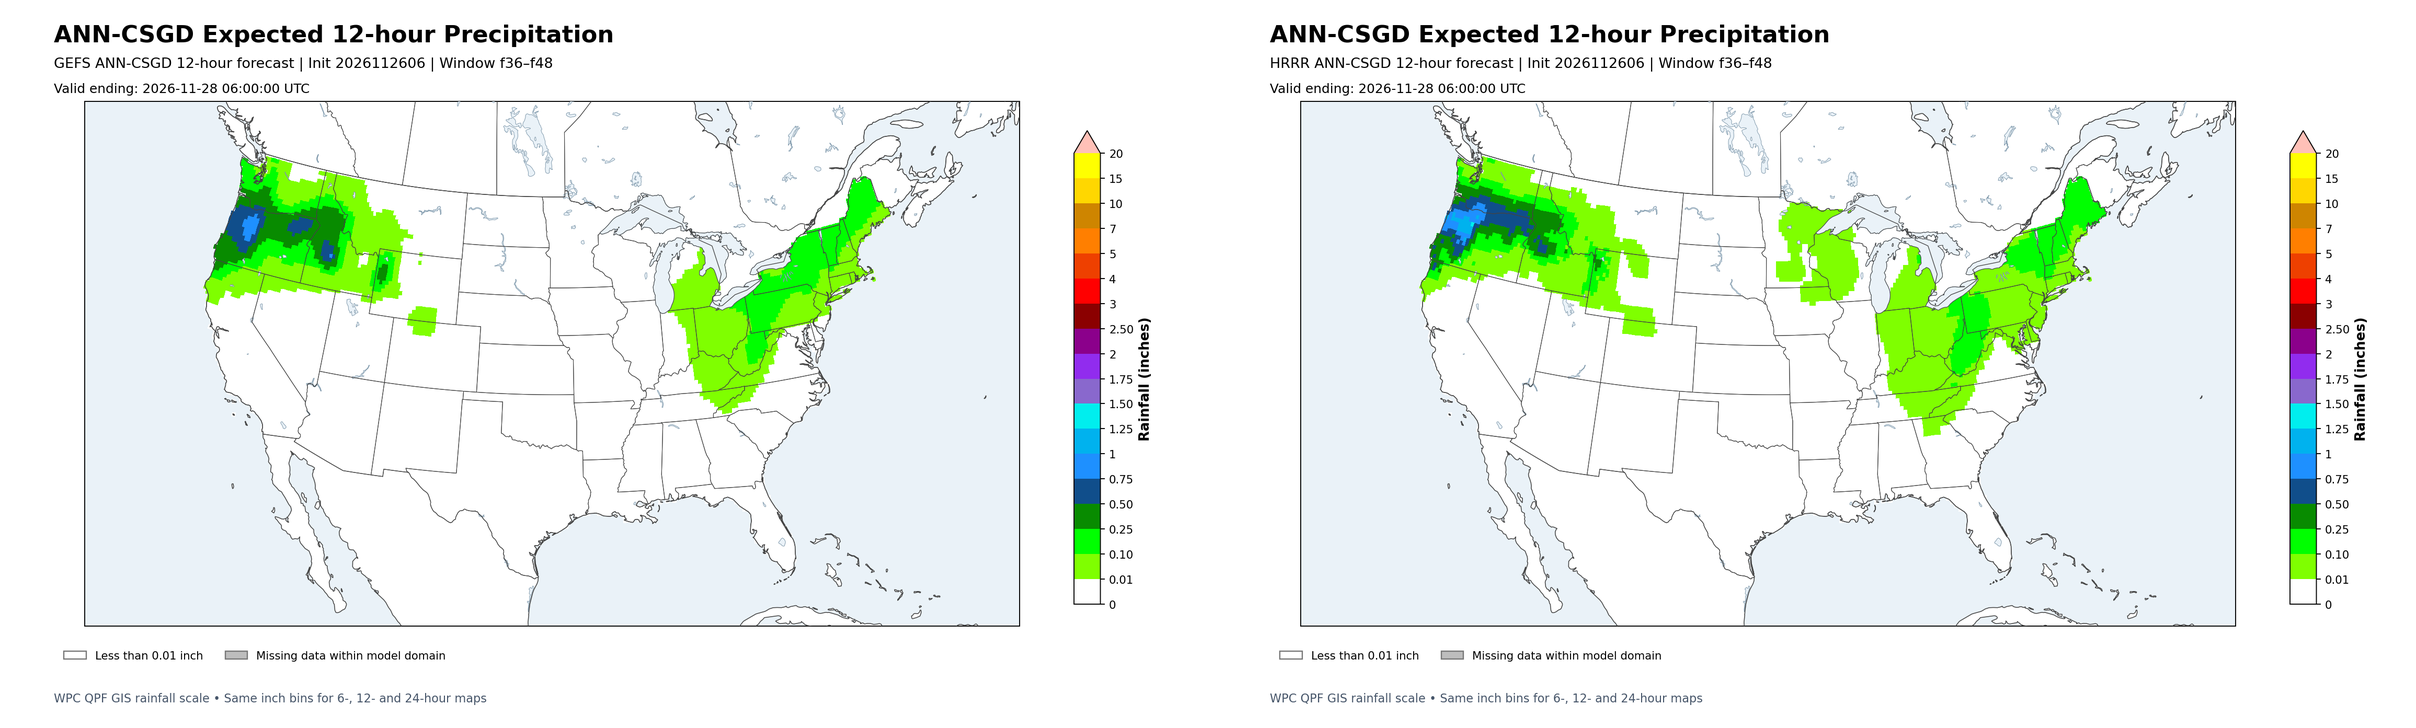 ANN-CSGD Expected 12-hour Precipitation
GEFS ANN-CSGD 12-hour forecast | Init 2026112606 | Window f36–f48
Valid ending: 2026-11-28 06:00:00 UTC
20
15
10
7
5
4
3
2.50
2
1.75
1.50
1.25
1
0.75
0.50
0.25
0.10
0.01
0
Rainfall (inches)
Less than 0.01 inch
Missing data within model domain
WPC QPF GIS rainfall scale • Same inch bins for 6-, 12- and 24-hour maps
ANN-CSGD Expected 12-hour Precipitation
HRRR ANN-CSGD 12-hour forecast | Init 2026112606 | Window f36–f48
Valid ending: 2026-11-28 06:00:00 UTC
20
15
10
7
5
4
3
2.50
2
1.75
1.50
1.25
1
0.75
0.50
0.25
0.10
0.01
0
Rainfall (inches)
Less than 0.01 inch
Missing data within model domain
WPC QPF GIS rainfall scale • Same inch bins for 6-, 12- and 24-hour maps